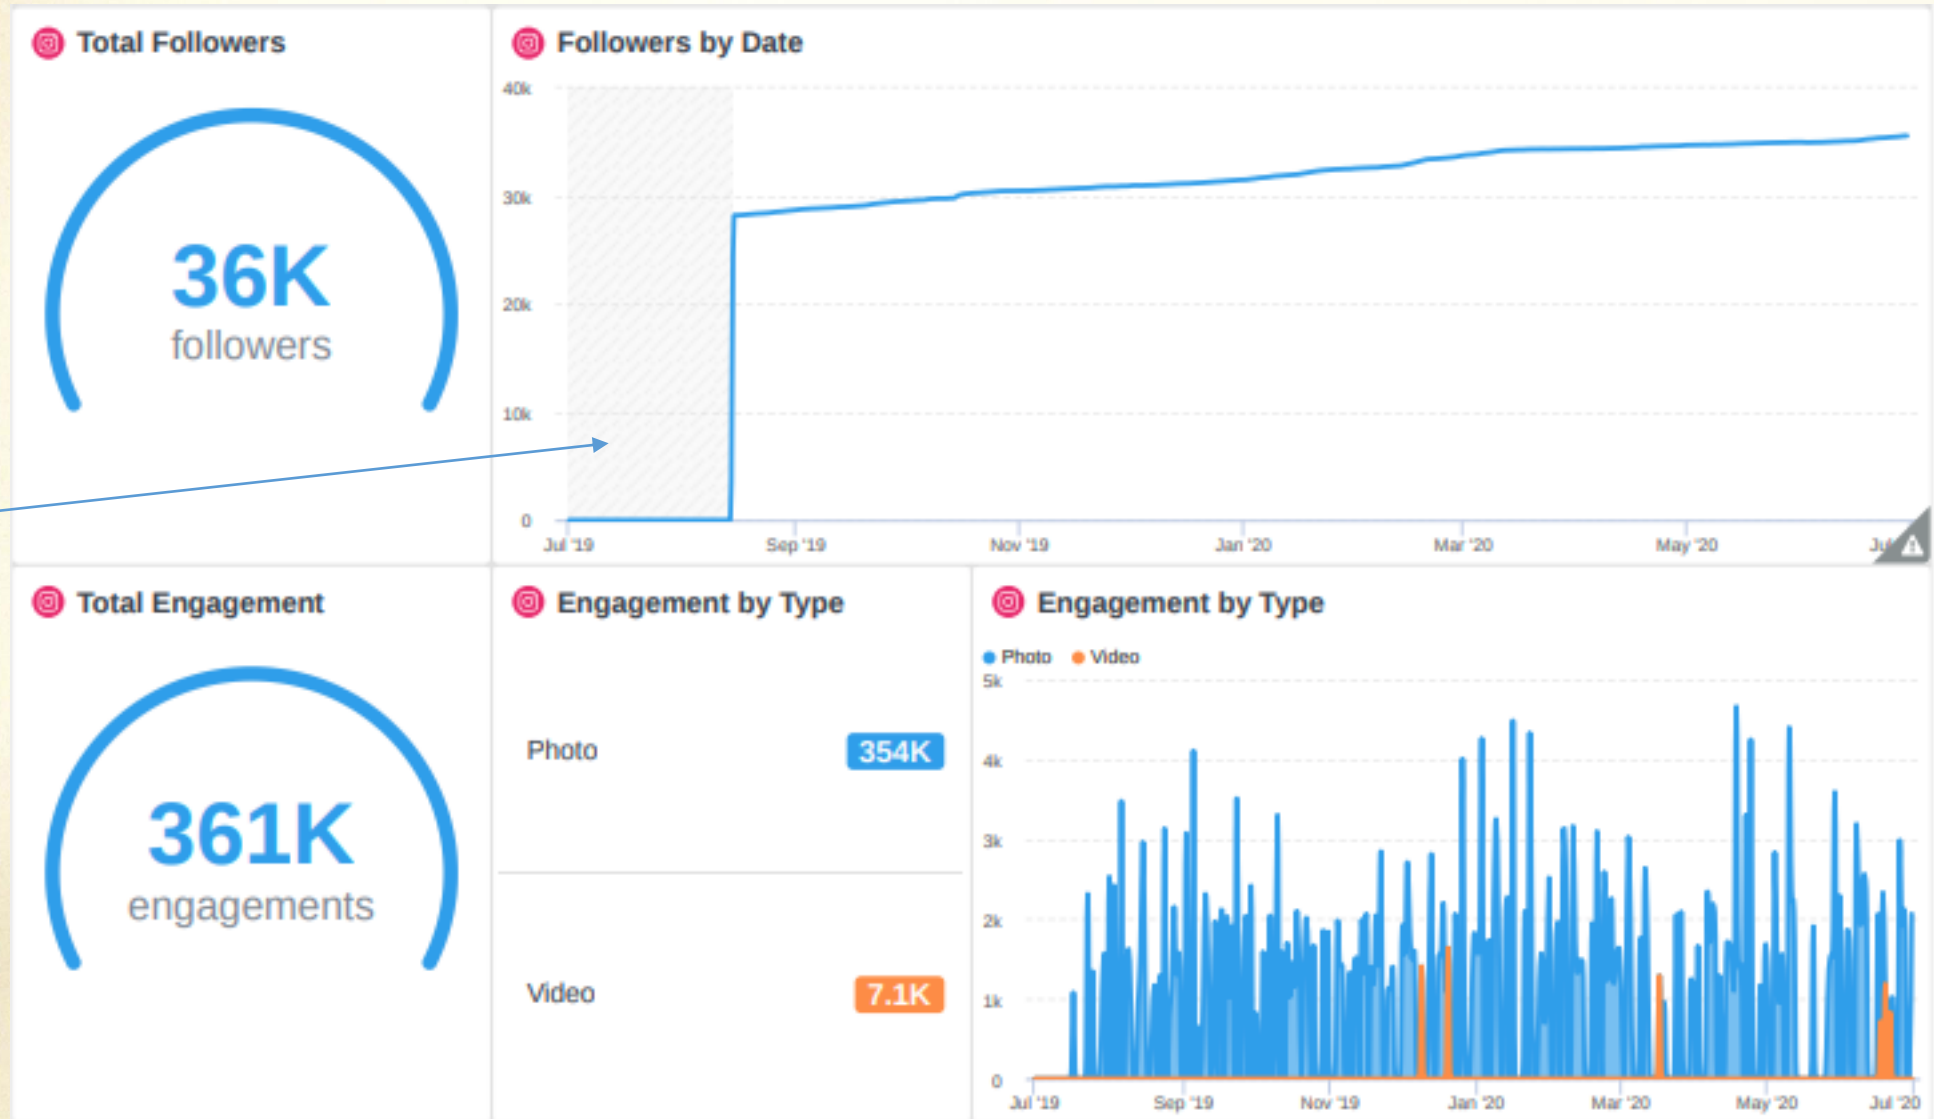 Total Followers
36K
followers
Followers by Date
40k
30k
20k
10k
0
Jul '19 Sep '19 Nov '19 Jan '20 Mar '20 May '20
Total Engagement
361K
engagements
Engagement by Type
Photo 354K
Video 7.1K
Engagement by Type
Photo Video
5k
4k
3k
2k
1k
0
Jul '19 Sep '19 Nov '19 Jan '20 Mar '20 May '20 Jul '20